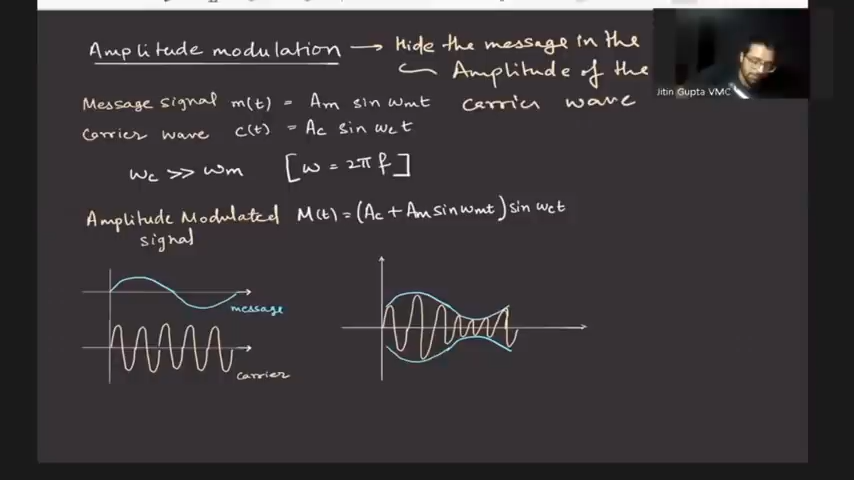 Amplitude modulation → Hide the message in the
Amplitude of the
carrier wave
Jitin Gupta VMC
Message signal m(t) = Am sin ωmt
carrier wave c(t) = Ac sin ωct
ωc >> ωm [ω = 2π f]
Amplitude Modulated M(t) = (Ac + Am sin ωmt) sin ωct
signal
message
carrier